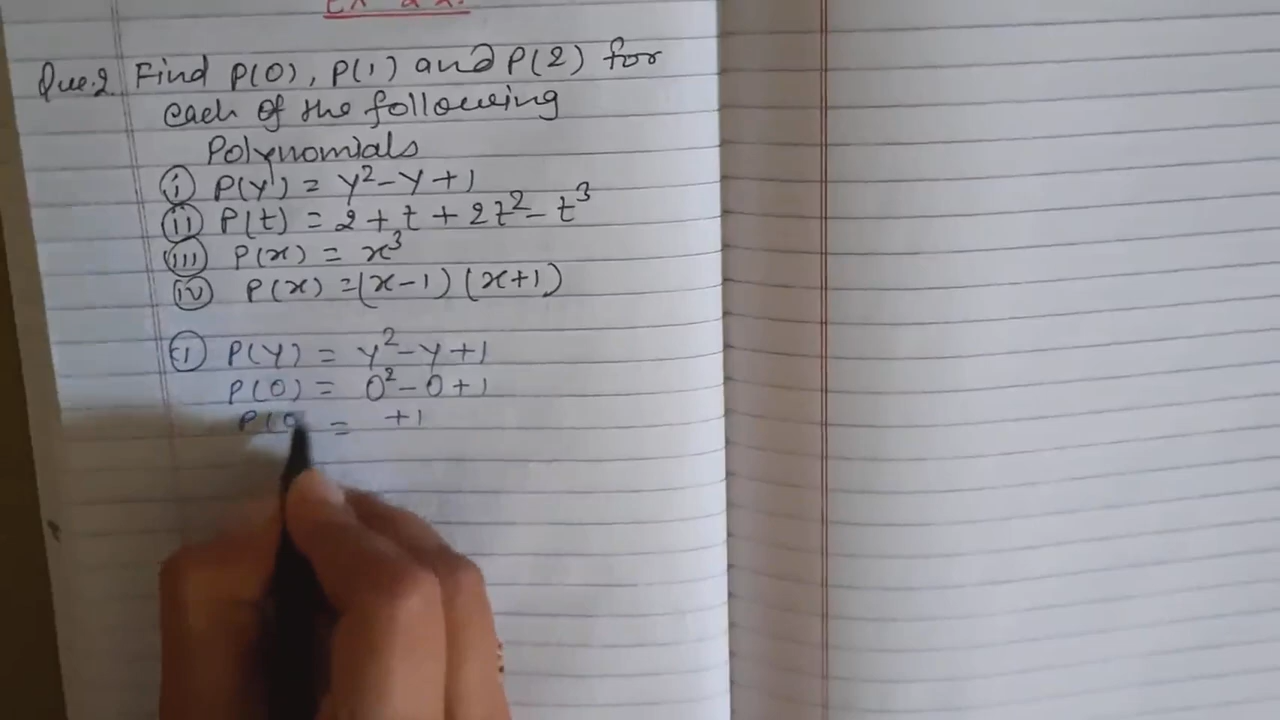 Que.2 Find P(0), P(1) and P(2) for
each of the following
Polynomials
(i) P(y) = y²-y+1
(ii) P(t) = 2+t+2t²-t³
(iii) P(x) = x³
(iv) P(x) =(x-1) (x+1)
(i) P(y) = y²-y+1
P(0) = 0²-0+1
P(0 = +1